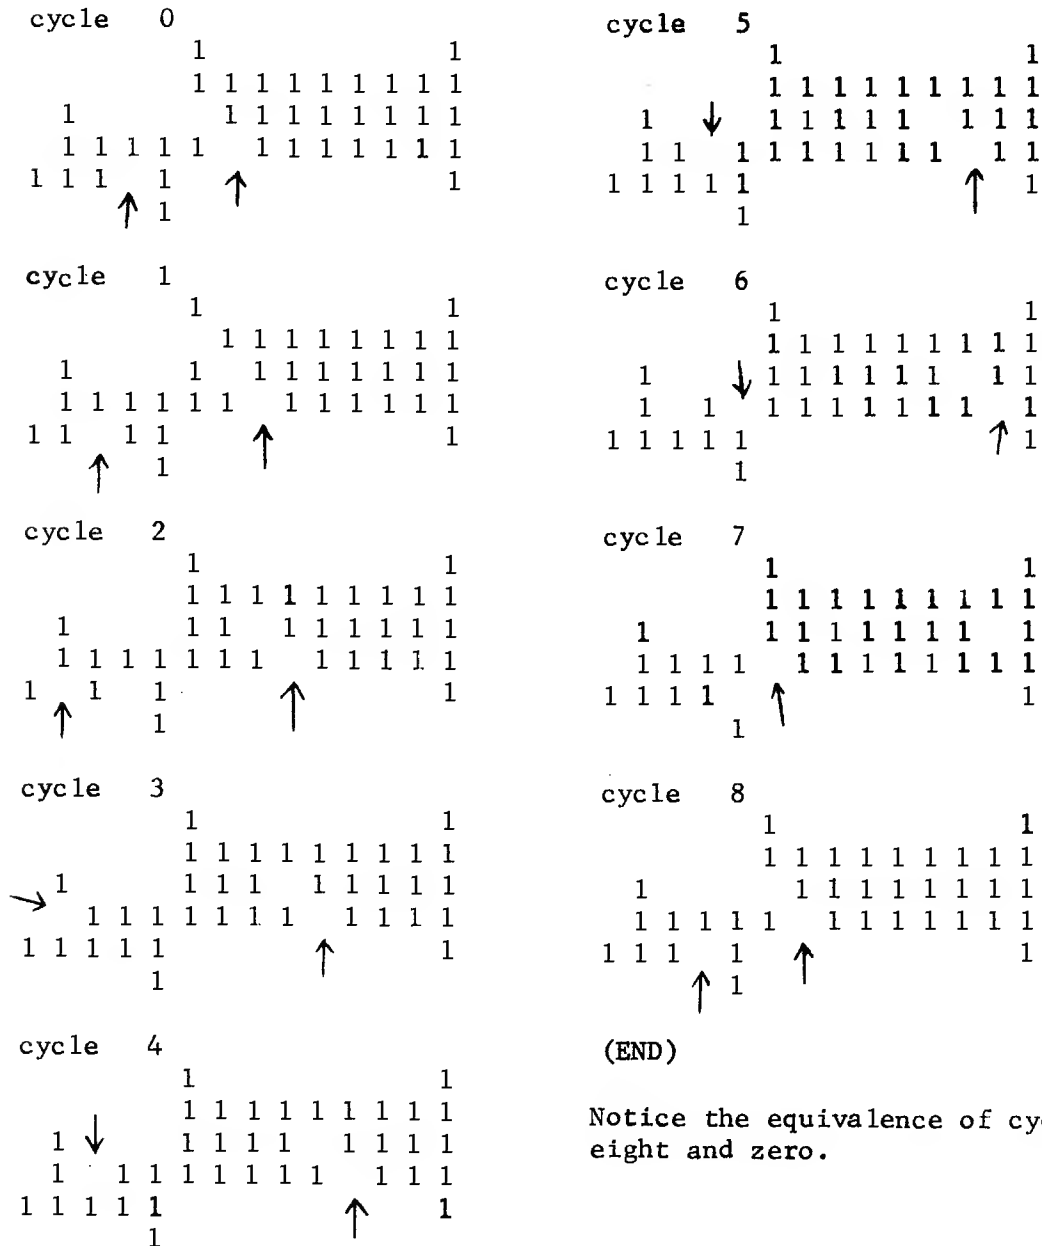 cycle 0
1 1
1 1 1 1 1 1 1 1 1
1 1 1 1 1 1 1 1 1
1 1 1 1 1 1 1 1 1 1 1 1
1 1 1 1 1
1
cycle 1
1 1
1 1 1 1 1 1 1 1
1 1 1 1 1 1 1 1 1
1 1 1 1 1 1 1 1 1 1 1 1
1 1 1 1 1
1
cycle 2
1 1
1 1 1 1 1 1 1 1 1
1 1 1 1 1 1 1 1 1
1 1 1 1 1 1 1 1 1 1 1 1
1 1 1 1
1
cycle 3
1 1
1 1 1 1 1 1 1 1 1
1 1 1 1 1 1 1 1 1
1 1 1 1 1 1 1 1 1 1 1
1 1 1 1 1 1
1
cycle 4
1 1
1 1 1 1 1 1 1 1 1
1 1 1 1 1 1 1 1 1
1 1 1 1 1 1 1 1 1 1 1
1 1 1 1 1 1
1
cycle 5
1 1
1 1 1 1 1 1 1 1 1
1 1 1 1 1 1 1 1 1
1 1 1 1 1 1 1 1 1 1 1
1 1 1 1 1 1
1
cycle 6
1 1
1 1 1 1 1 1 1 1 1
1 1 1 1 1 1 1 1 1
1 1 1 1 1 1 1 1 1 1
1 1 1 1 1 1
1
cycle 7
1 1
1 1 1 1 1 1 1 1 1
1 1 1 1 1 1 1 1 1
1 1 1 1 1 1 1 1 1 1 1 1
1 1 1 1 1
1
cycle 8
1 1
1 1 1 1 1 1 1 1 1
1 1 1 1 1 1 1 1 1
1 1 1 1 1 1 1 1 1 1 1 1
1 1 1 1 1
1
(END)
Notice the equivalence of
eight and zero.